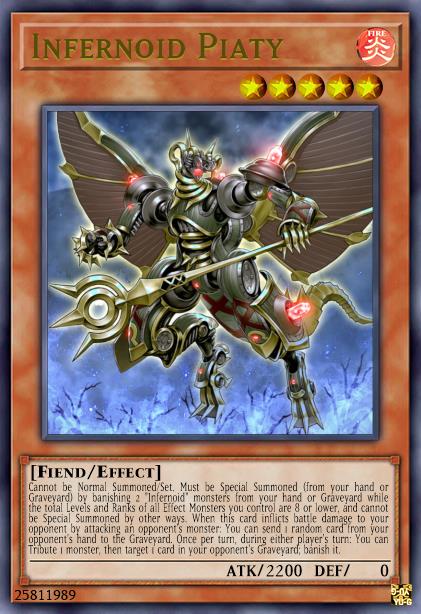 Infernoid Piaty
FIRE
炎
[Fiend/Effect]
Cannot be Normal Summoned/Set. Must be Special Summoned (from your hand or
Graveyard) by banishing 2 "Infernoid" monsters from your hand or Graveyard while
the total Levels and Ranks of all Effect Monsters you control are 8 or lower, and cannot
be Special Summoned by other ways. When this card inflicts battle damage to your
opponent by attacking an opponent's monster: You can send 1 random card from your
opponent's hand to the Graveyard. Once per turn, during either player's turn: You can
Tribute 1 monster, then target 1 card in your opponent's Graveyard; banish it.
ATK/2200 DEF/ 0
25811989